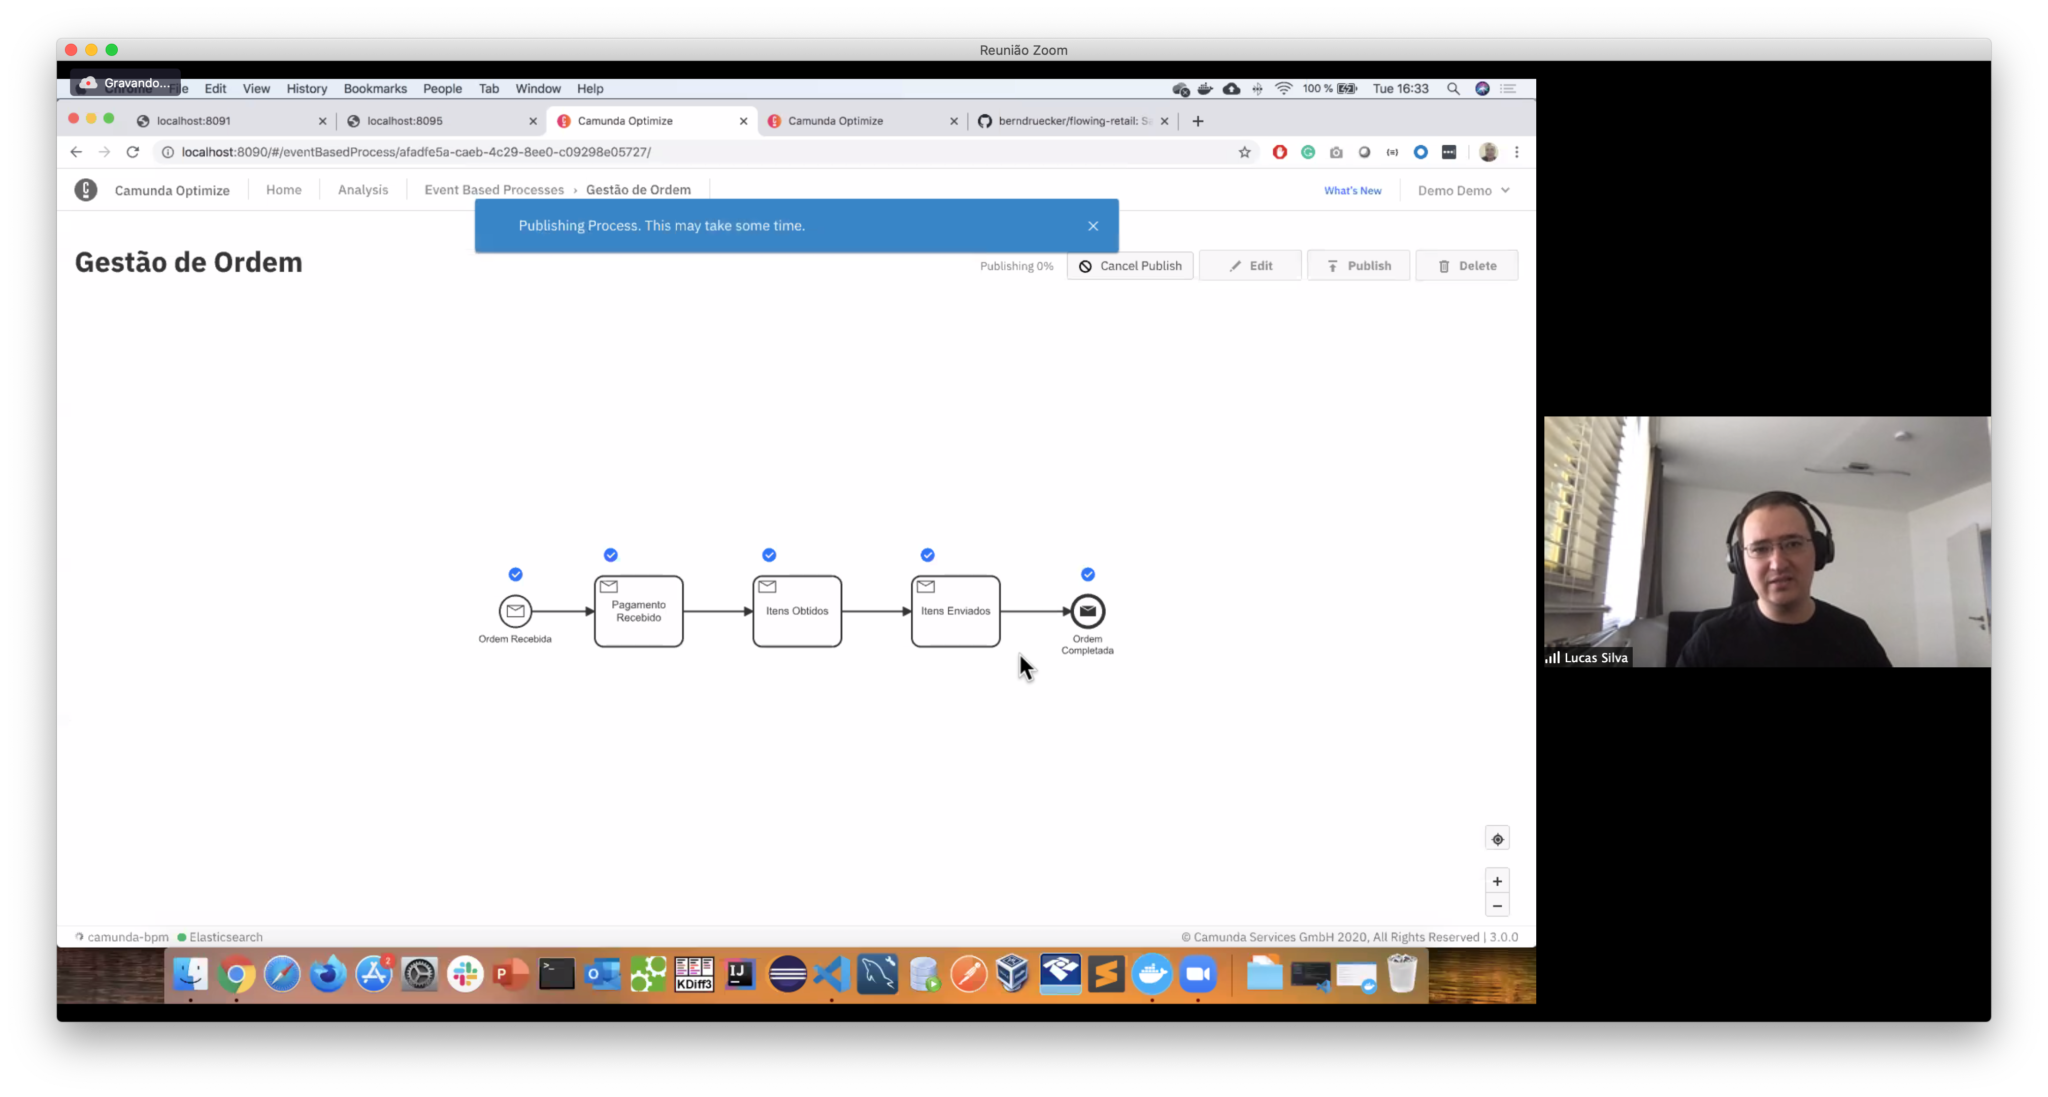 Reunião Zoom
Gravando...
File Edit View History Bookmarks People Tab Window Help
100 % Tue 16:33
localhost:8091
localhost:8095
Camunda Optimize
Camunda Optimize
berndruecker/flowing-retail: S
localhost:8090/#/eventBasedProcess/afadfe5a-caeb-4c29-8ee0-c09298e05727/
Camunda Optimize Home Analysis Event Based Processes › Gestão de Ordem
What's New Demo Demo
Publishing Process. This may take some time.
Gestão de Ordem
Publishing 0% Cancel Publish Edit Publish Delete
Ordem Recebida
Pagamento
Recebido
Itens Obtidos
Itens Enviados
Ordem
Completada
Lucas Silva
+
−
camunda-bpm Elasticsearch
© Camunda Services GmbH 2020, All Rights Reserved | 3.0.0
2
P
O
KDiff3
IJ